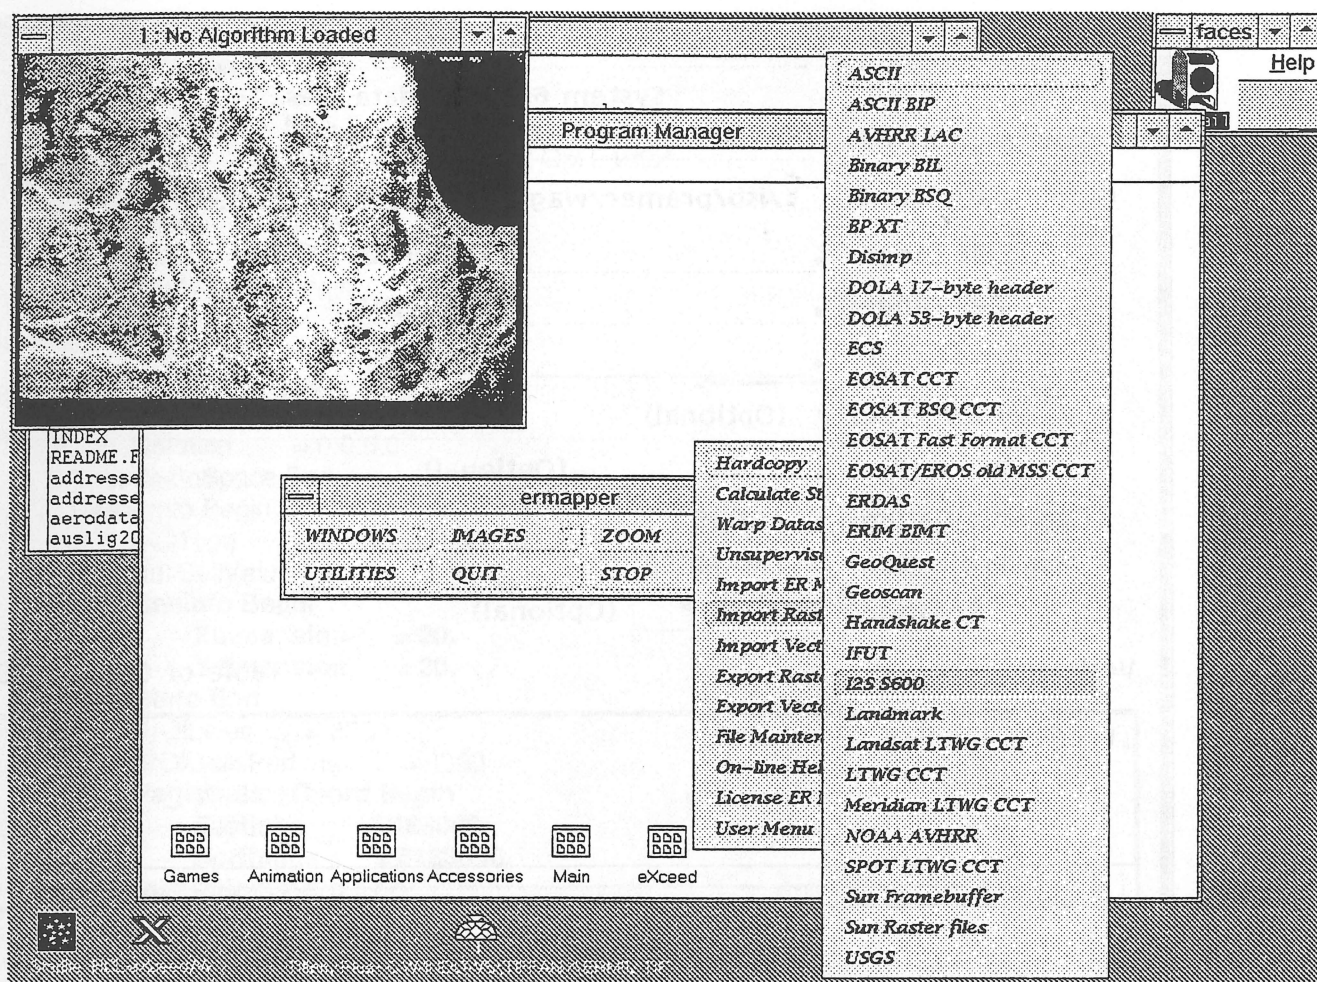 1: No Algorithm Loaded
faces
Help
Program Manager
ASCII
ASCII BIP
AVHRR LAC
Binary BIL
Binary BSQ
BP XT
Disimp
DOLA 17-byte header
DOLA 53-byte header
ECS
EOSAT CCT
EOSAT BSQ CCT
EOSAT Fast Format CCT
EOSAT/EROS old MSS CCT
ERDAS
ERIM BIMT
GeoQuest
Geoscan
Handshake CT
IFUT
I2S S600
Landmark
Landsat LTWG CCT
LTWG CCT
Meridian LTWG CCT
NOAA AVHRR
SPOT LTWG CCT
Sun Framebuffer
Sun Raster files
USGS
INDEX
README.F
addresse
addresse
aerodata
auslig20
ermapper
WINDOWS IMAGES ZOOM
UTILITIES QUIT STOP
Hardcopy
Calculate St
Warp Datas
Unsupervis
Import ER M
Import Rast
Import Vect
Export Rast
Export Vect
File Mainten
On-line Hel
License ER
User Menu
Games Animation Applications Accessories Main eXceed